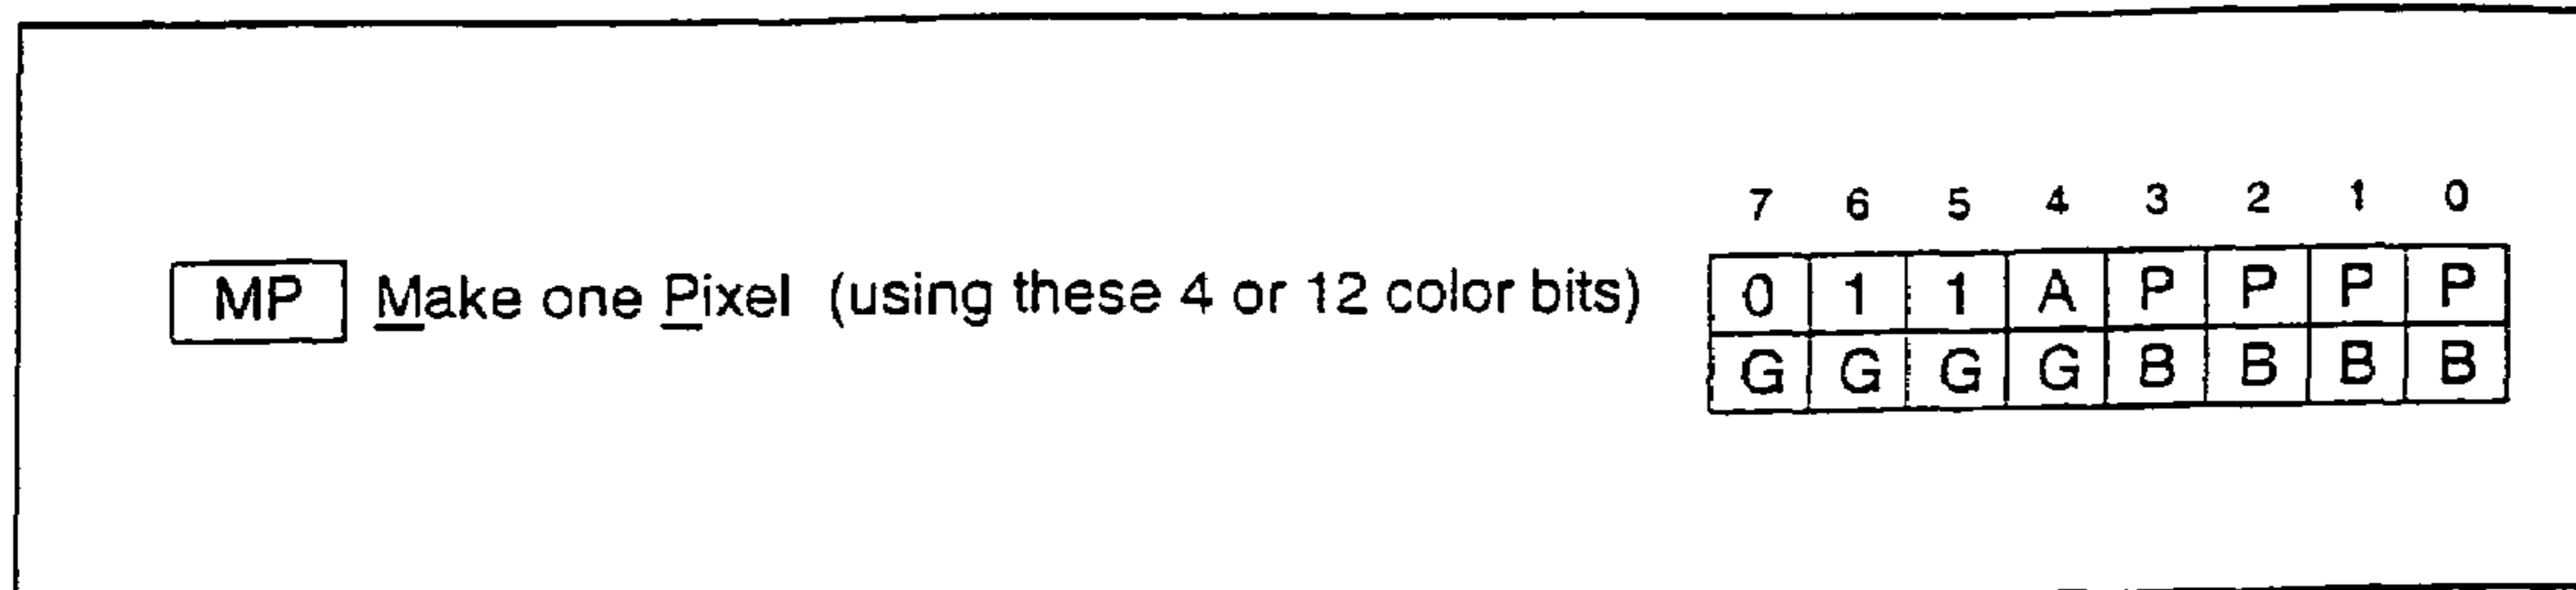 7 6 5 4 3 2 1 0
MP Make one Pixel (using these 4 or 12 color bits) 0 1 1 A P P P P
G G G G B B B B